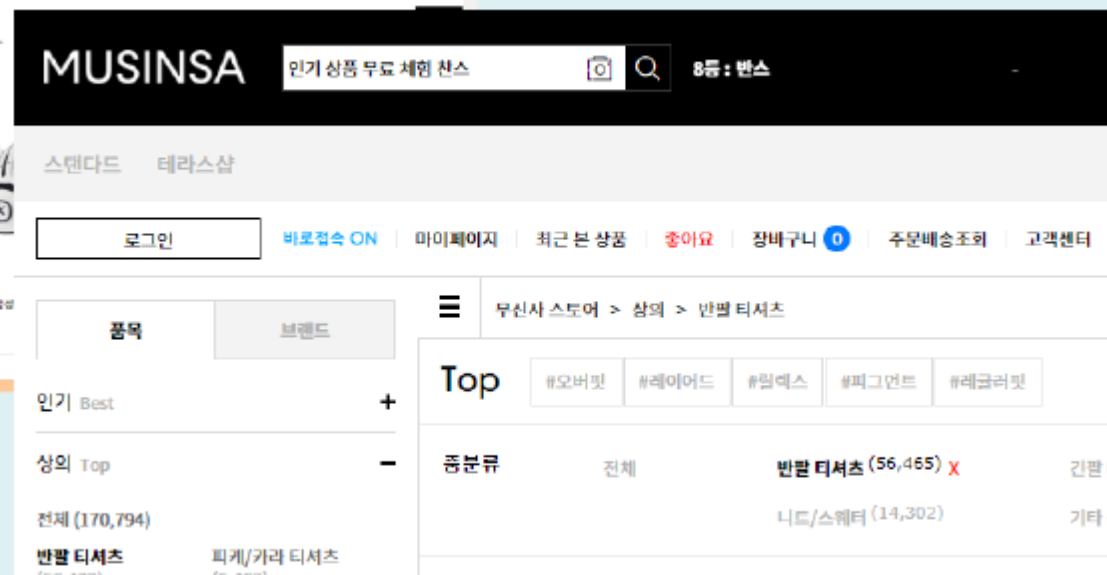 MUSINSA 인기 상품 무료 체험 찬스 8등 : 반스 -
스탠다드 테라스샵
로그인 바로접속 ON 마이페이지 최근 본 상품 좋아요 장바구니 0 주문배송조회 고객센터
무신사 스토어 > 상의 > 반팔 티셔츠
품목 브랜드
Top #오버핏 #레이어드 #릴렉스 #피그먼트 #레귤러핏
인기 Best +
상의 Top -
중분류 전체 반팔 티셔츠 (56,465) X 긴팔
니트/스웨터 (14,302) 기타
전체 (170,794)
반팔 티셔츠 피케/카라 티셔츠